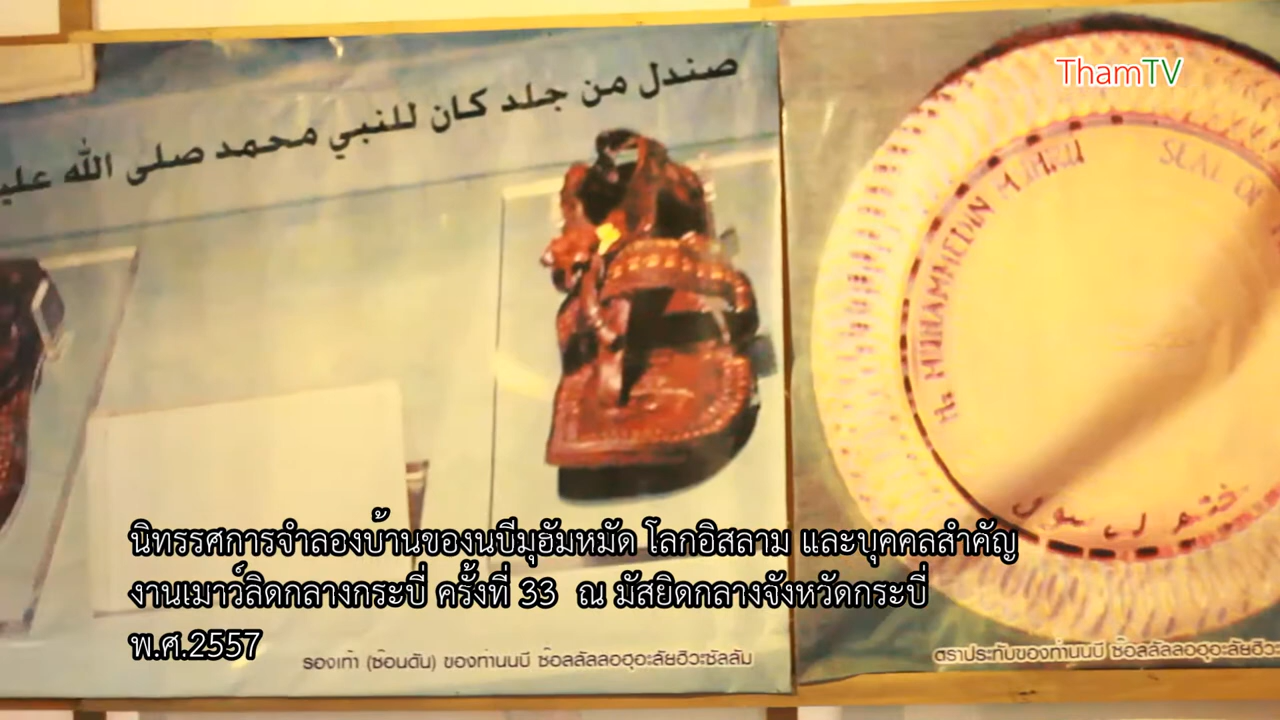 ThamTV
صندل من جلد كان للنبي محمد صلى الله علي
SEAL OF
MUHAMMEDIN
นิทรรศการจำลองบ้านของนบีมุฮัมหมัด โลกอิสลาม และบุคคลสำคัญ
งานเมาว์ลิดกลางกระบี่ ครั้งที่ 33 ณ มัสยิดกลางจังหวัดกระบี่
พ.ศ.2557
รองเท้า (ซ๊อนดัน) ของท่านนบี ซ๊อลลัลลอฮุอะลัยฮิวะซัลลัม
ตราประทับของท่านนบี ซ๊อลลัลลอฮุอะลัยฮิวะ